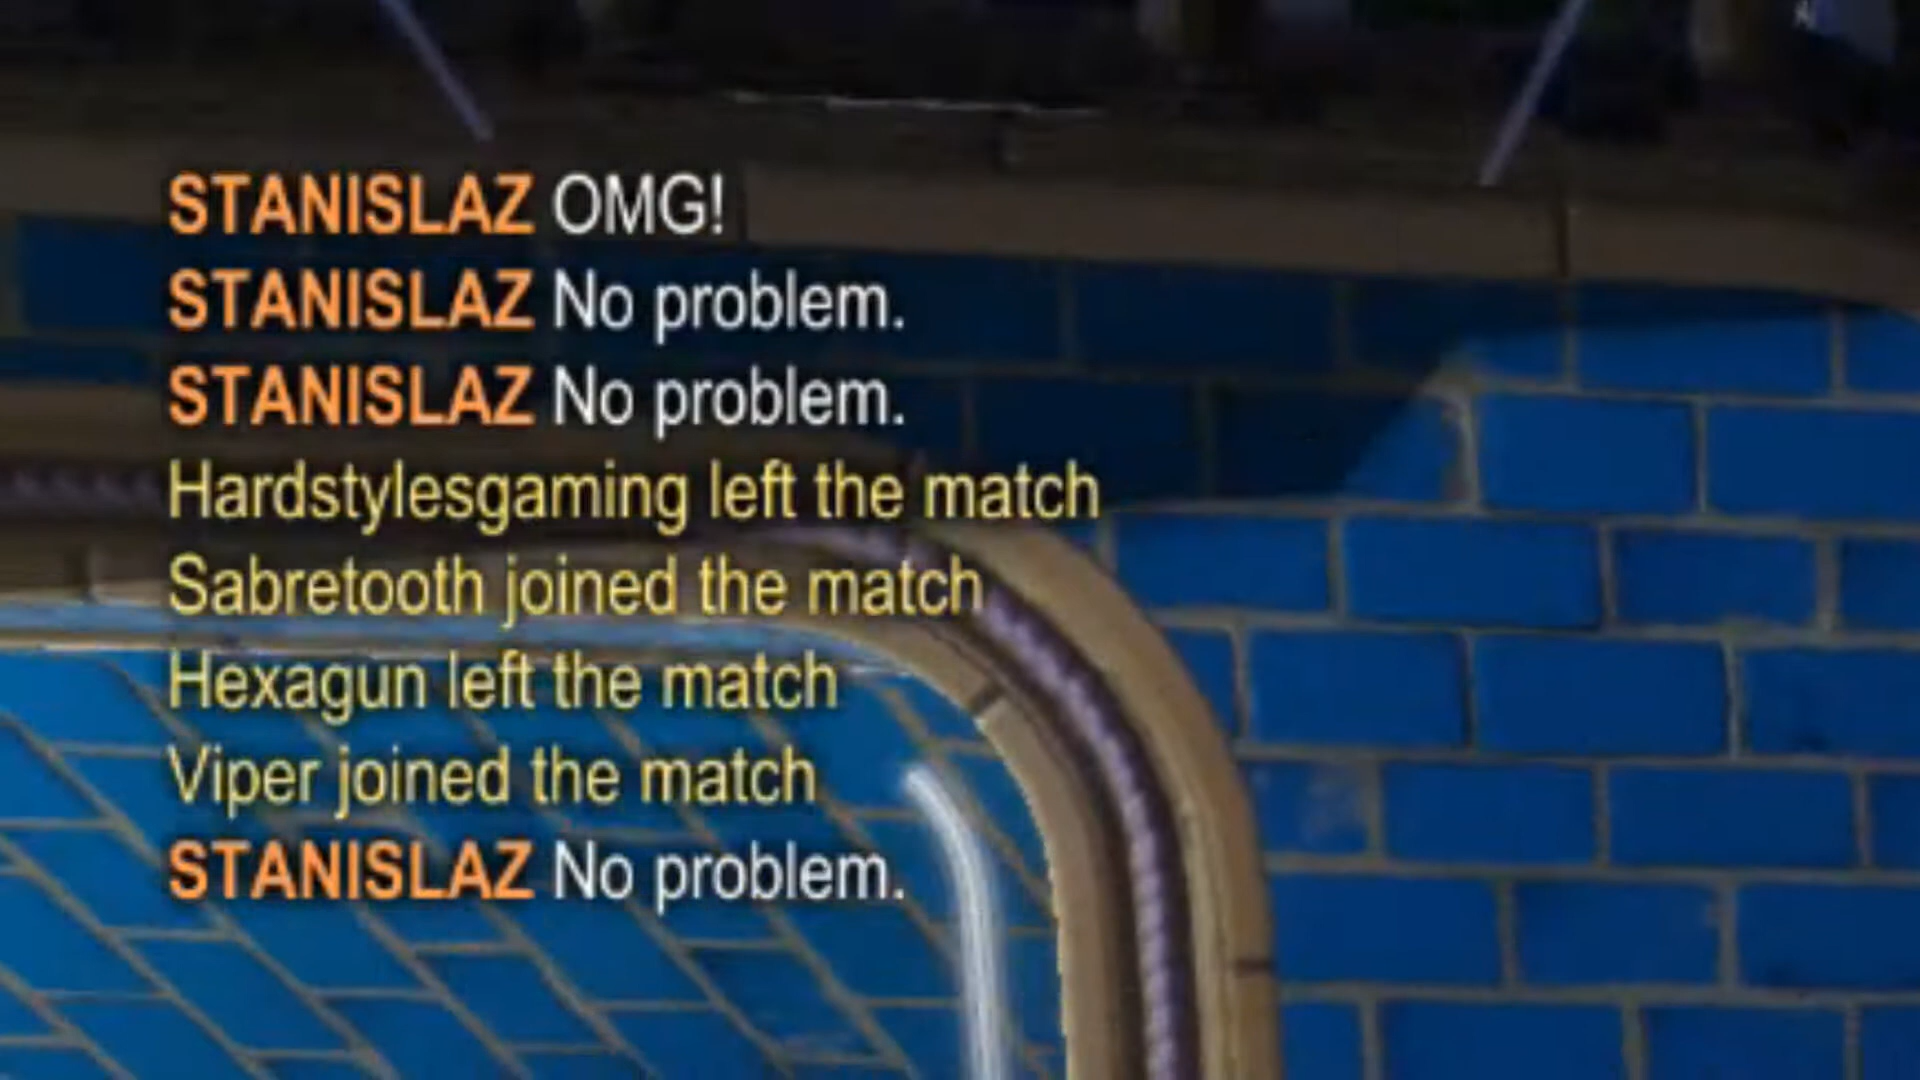 STANISLAZ OMG!
STANISLAZ No problem.
STANISLAZ No problem.
Hardstylesgaming left the match
Sabretooth joined the match
Hexagun left the match
Viper joined the match
STANISLAZ No problem.